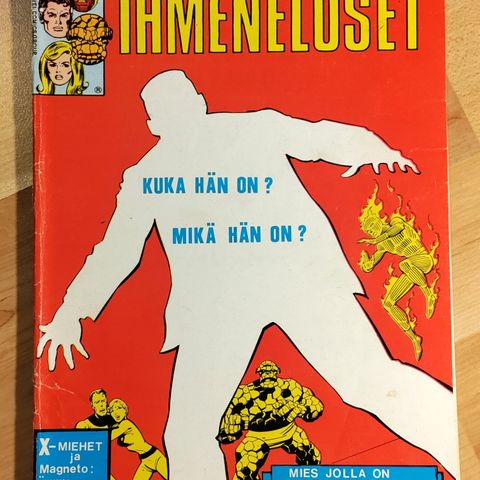 IHMENELOSET
KUKA HÄN ON?
MIKÄ HÄN ON?
X-MIEHET
ja
Magneto:
MIES JOLLA ON